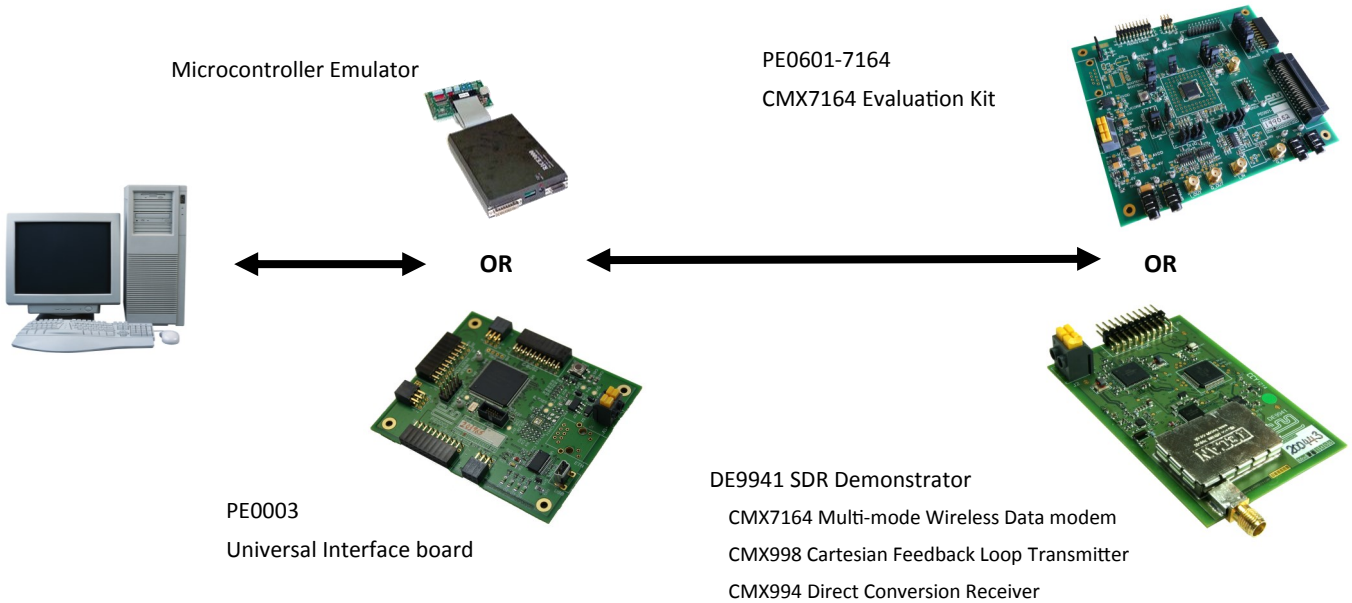 Microcontroller Emulator
PE0601-7164
CMX7164 Evaluation Kit
OR
OR
PE0003
Universal Interface board
DE9941 SDR Demonstrator
CMX7164 Multi-mode Wireless Data modem
CMX998 Cartesian Feedback Loop Transmitter
CMX994 Direct Conversion Receiver
200443